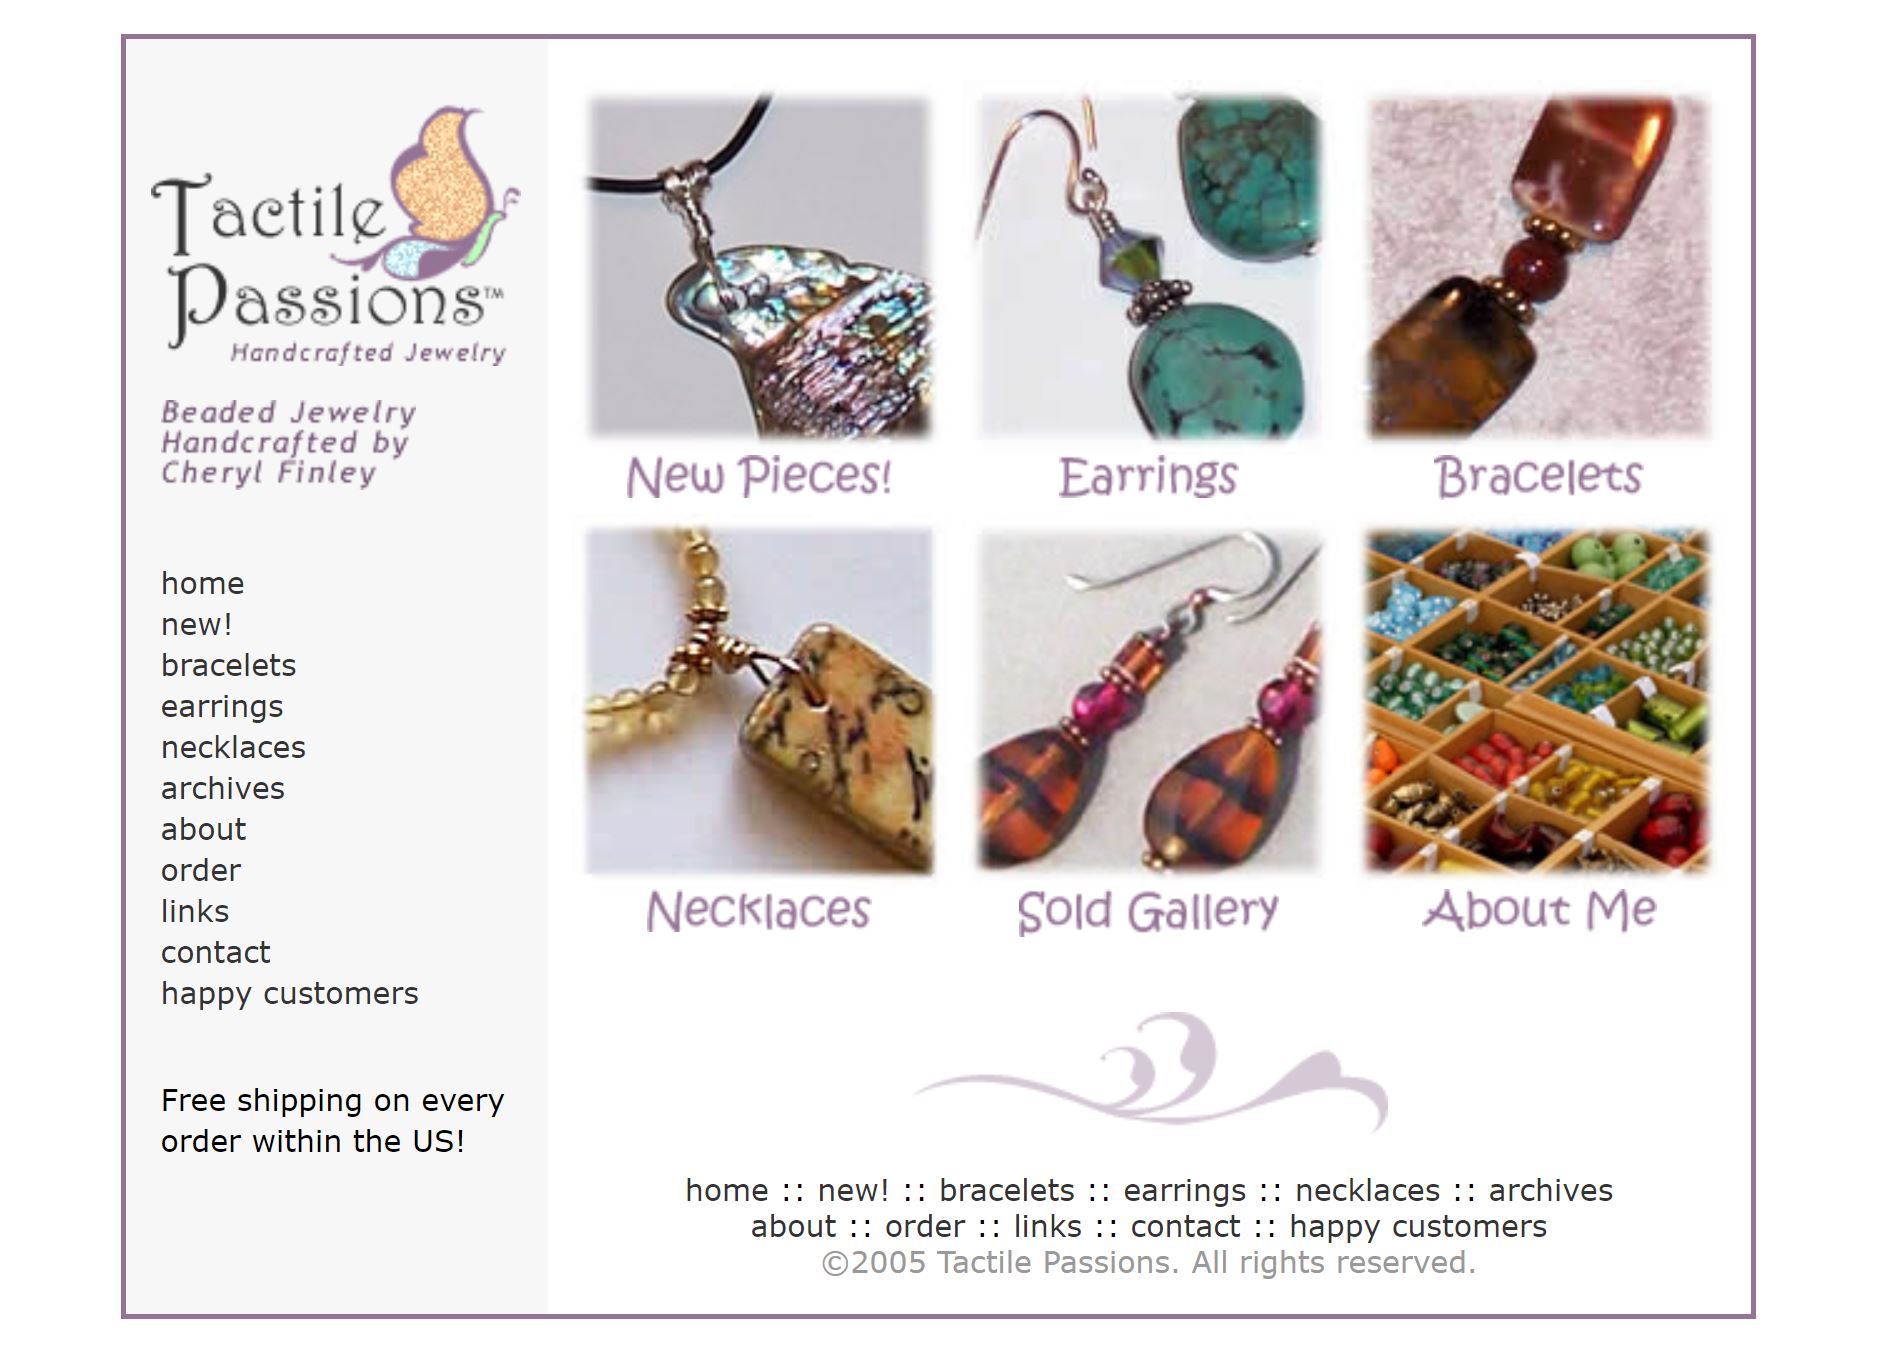 Tactile
Passions™
Handcrafted Jewelry
Beaded Jewelry
Handcrafted by
Cheryl Finley
home
new!
bracelets
earrings
necklaces
archives
about
order
links
contact
happy customers
Free shipping on every
order within the US!
New Pieces!
Earrings
Bracelets
Necklaces
Sold Gallery
About Me
home :: new! :: bracelets :: earrings :: necklaces :: archives
about :: order :: links :: contact :: happy customers
©2005 Tactile Passions. All rights reserved.